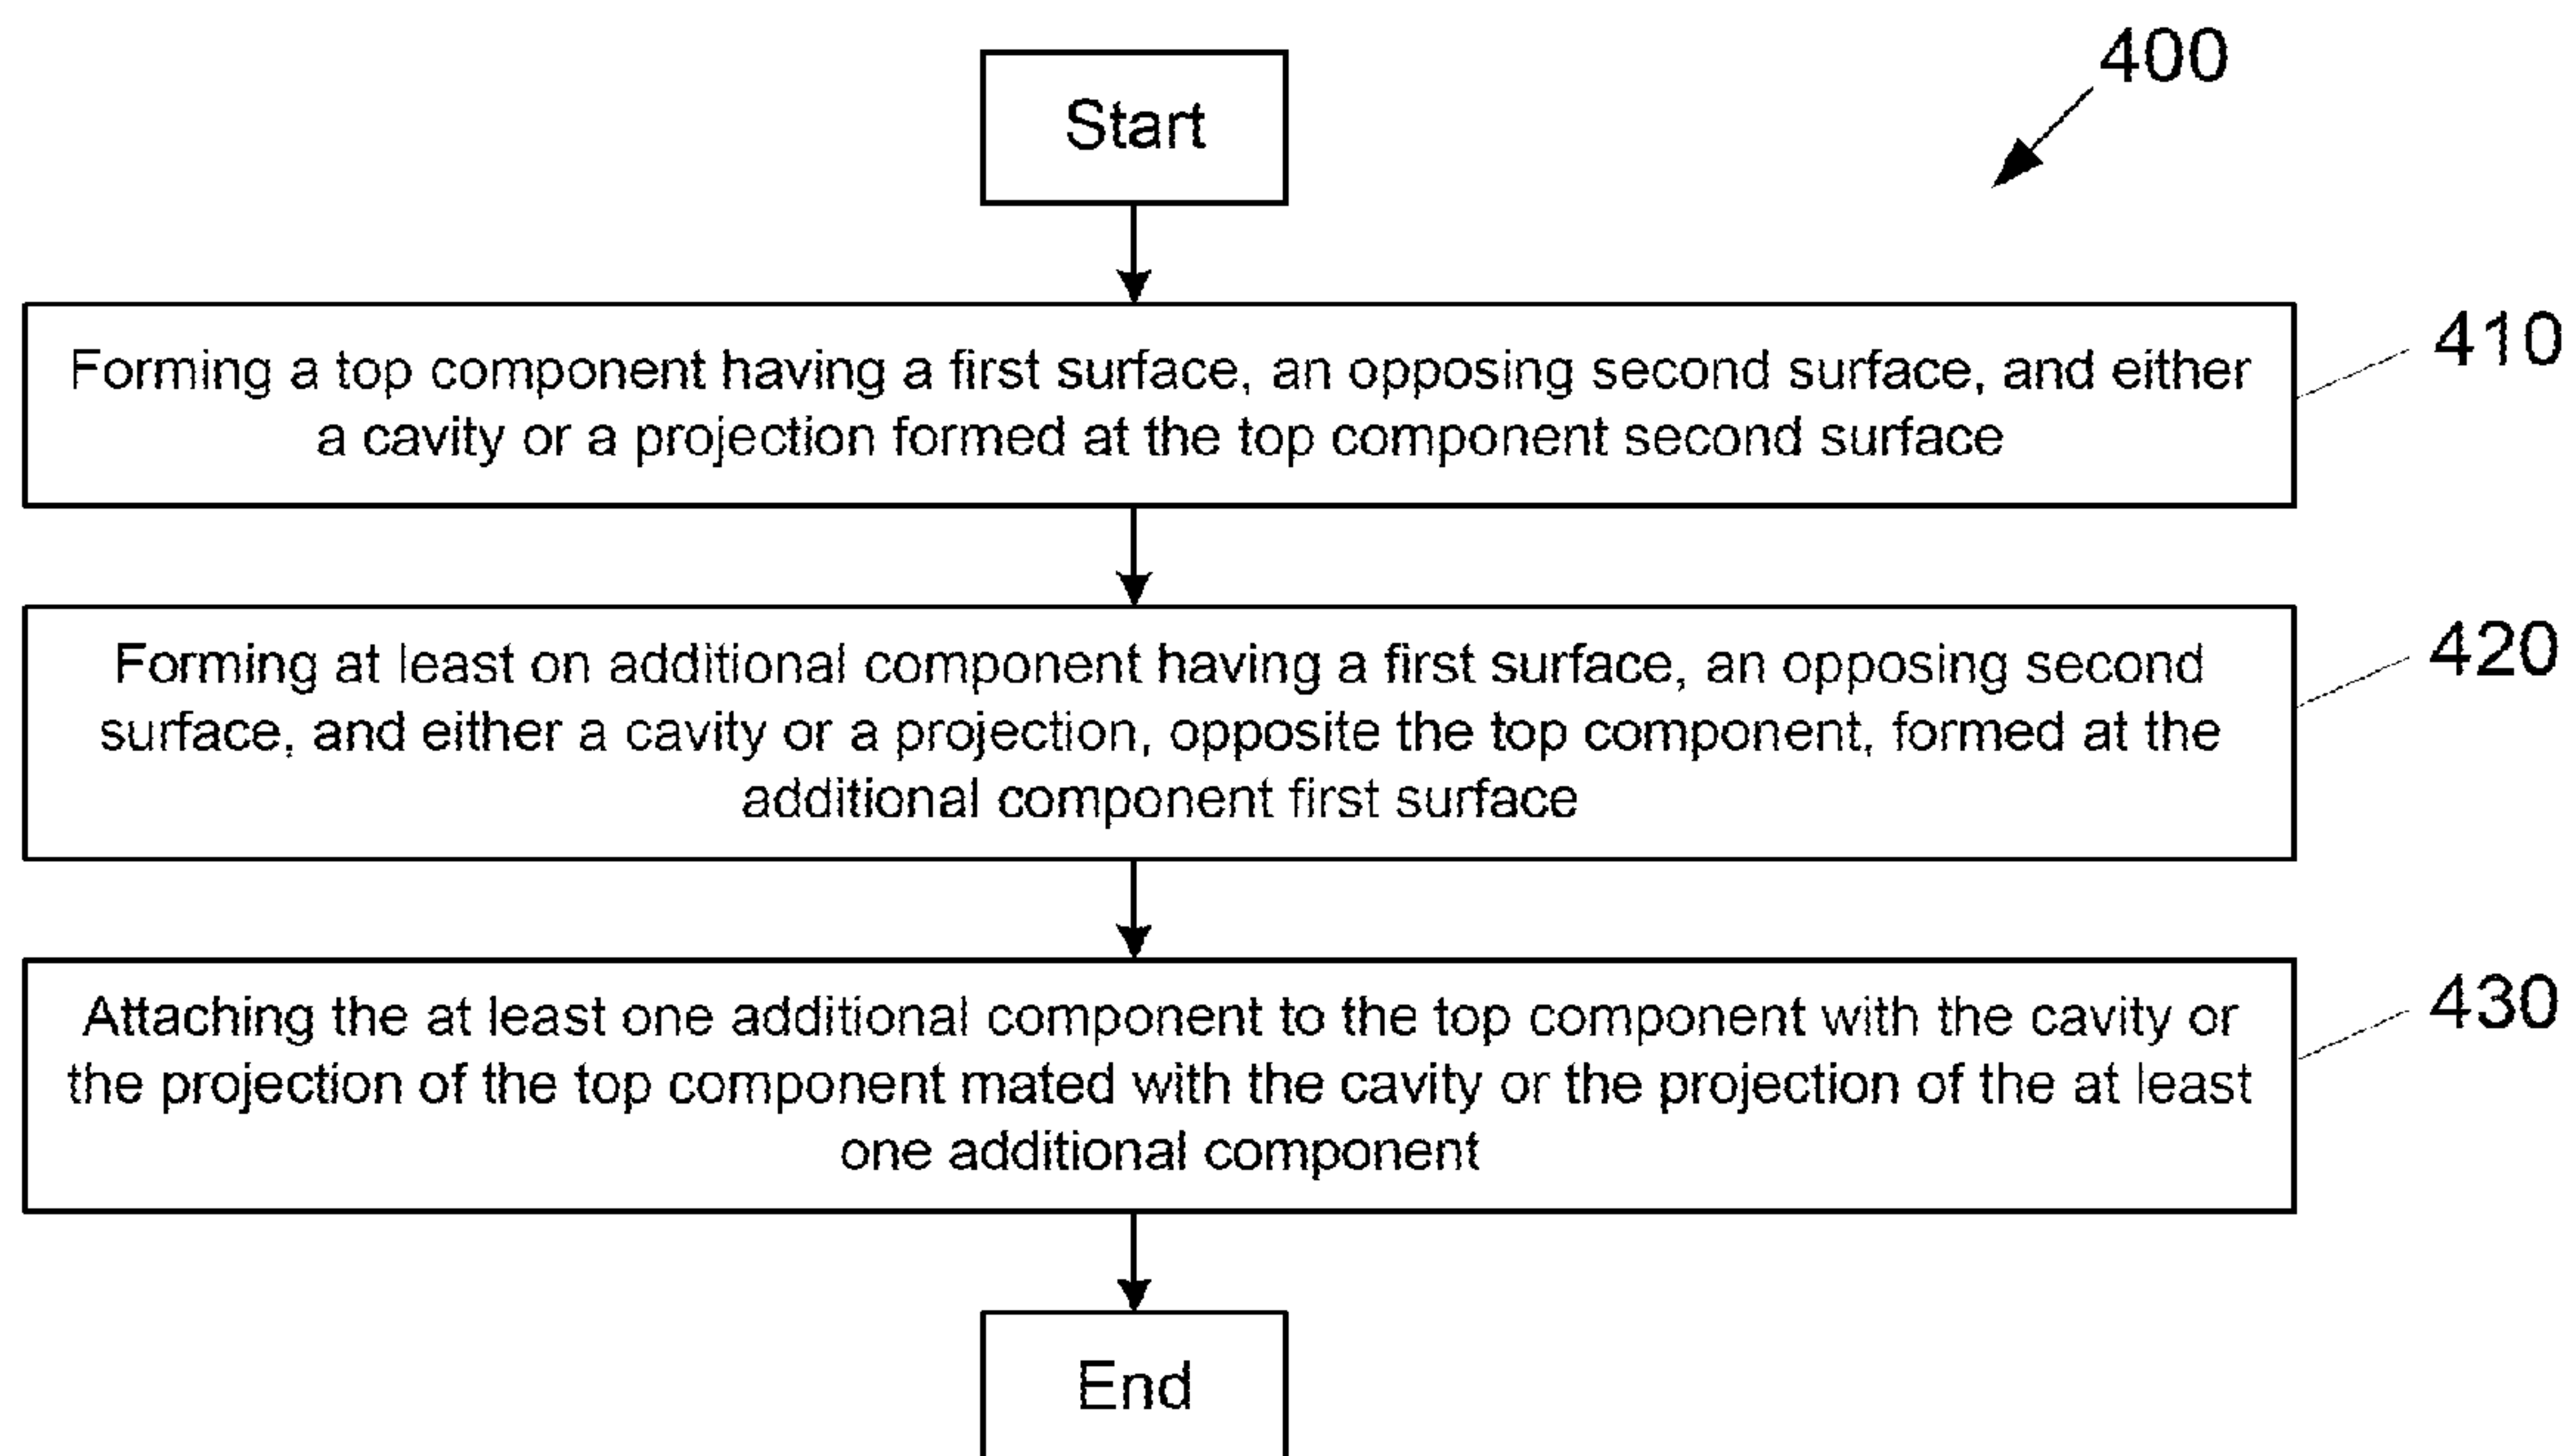 400
Start
Forming a top component having a first surface, an opposing second surface, and either
a cavity or a projection formed at the top component second surface
410
Forming at least on additional component having a first surface, an opposing second
surface, and either a cavity or a projection, opposite the top component, formed at the
additional component first surface
420
Attaching the at least one additional component to the top component with the cavity or
the projection of the top component mated with the cavity or the projection of the at least
one additional component
430
End